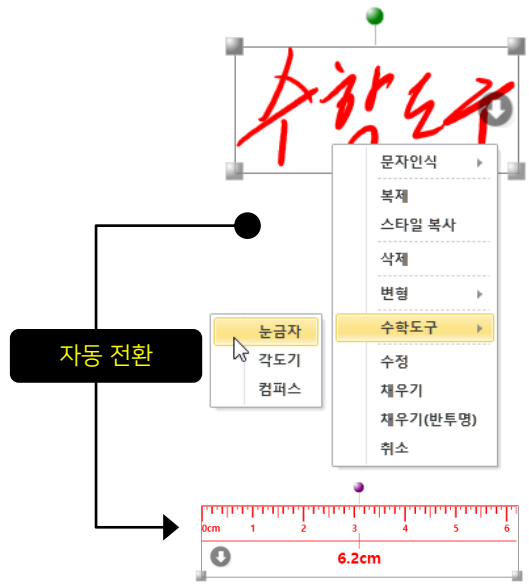 수학도구
문자인식
복제
스타일 복사
삭제
변형
수학도구
수정
채우기
채우기(반투명)
취소
눈금자
각도기
컴퍼스
자동 전환
0cm 1 2 3 4 5 6
6.2cm